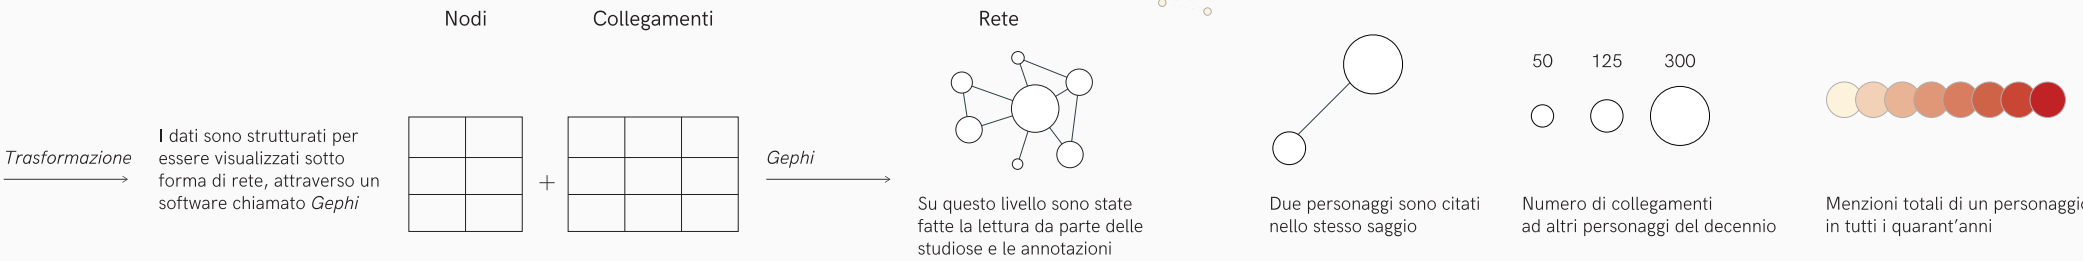 Trasformazione
I dati sono strutturati per
essere visualizzati sotto
forma di rete, attraverso un
software chiamato Gephi
Nodi
+
Collegamenti
Gephi
Rete
Su questo livello sono state
fatte la lettura da parte delle
studiose e le annotazioni
Due personaggi sono citati
nello stesso saggio
50 125 300
Numero di collegamenti
ad altri personaggi del decennio
Menzioni totali di un personaggio
in tutti i quarant'anni